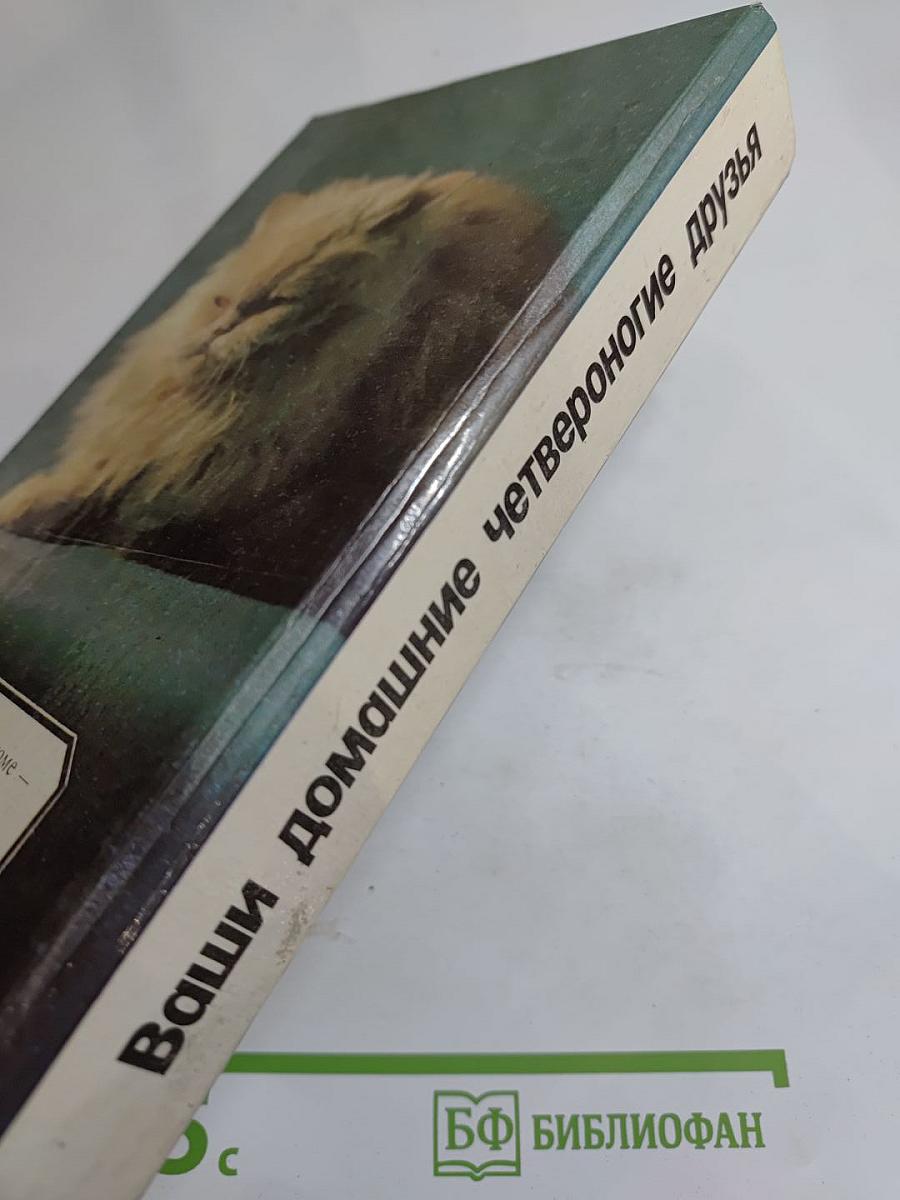 Ваши домашние четвероногие друзья
с
БФ БИБЛИОФАН